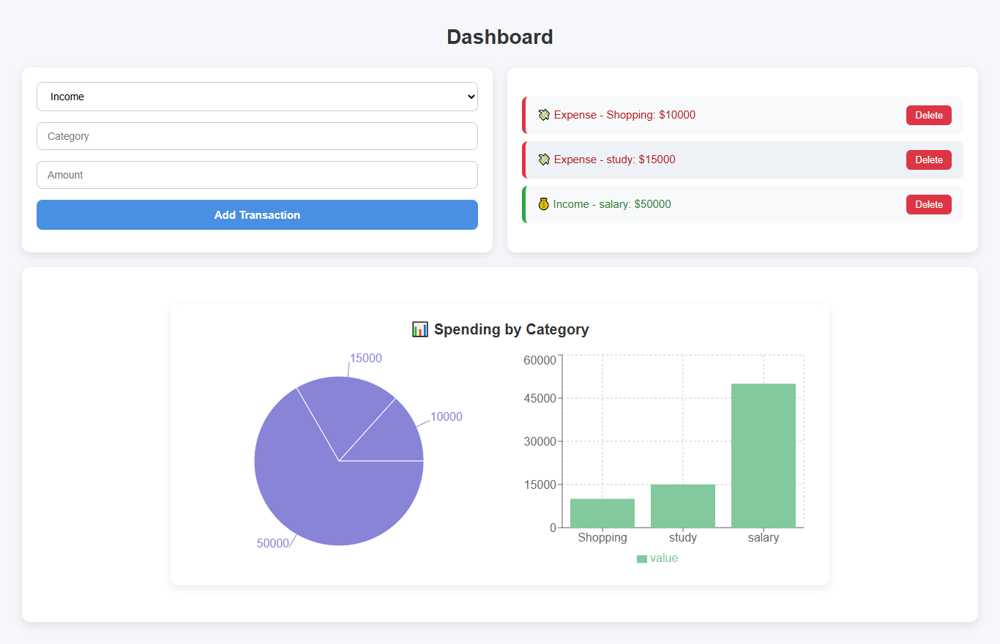 Dashboard
Income
Category
Amount
Add Transaction
💸 Expense - Shopping: $10000
Delete
💸 Expense - study: $15000
Delete
💰 Income - salary: $50000
Delete
📊 Spending by Category
15000
10000
50000
60000
45000
30000
15000
0
Shopping study salary
value